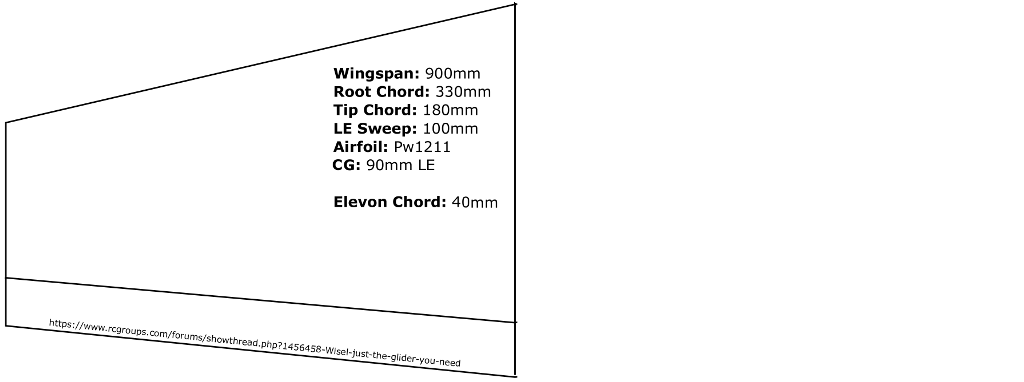 Wingspan: 900mm
Root Chord: 330mm
Tip Chord: 180mm
LE Sweep: 100mm
Airfoil: Pw1211
CG: 90mm LE
Elevon Chord: 40mm
https://www.rcgroups.com/forums/showthread.php?1456458-Wisel-just-the-glider-you-need